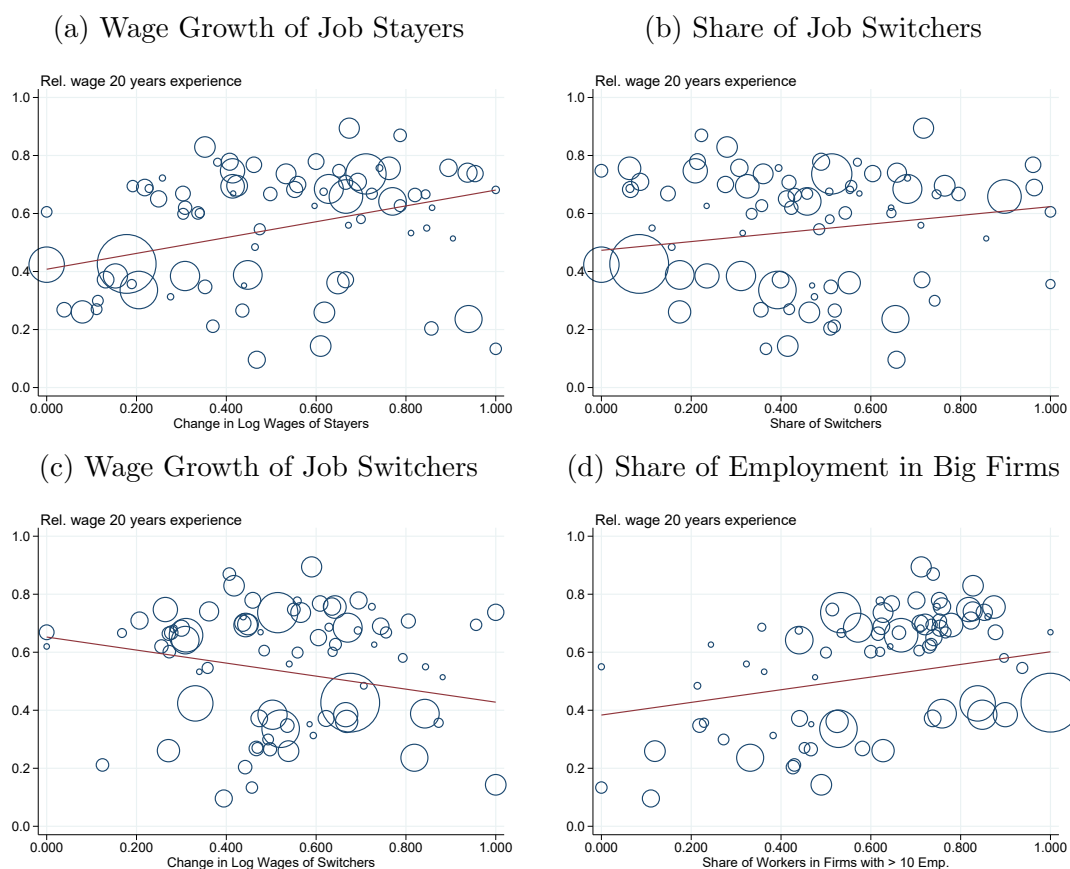 (a) Wage Growth of Job Stayers
Rel. wage 20 years experience
1.0
0.8
0.6
0.4
0.2
0.0
0.000 0.200 0.400 0.600 0.800 1.000
Change in Log Wages of Stayers
(b) Share of Job Switchers
Rel. wage 20 years experience
1.0
0.8
0.6
0.4
0.2
0.0
0.000 0.200 0.400 0.600 0.800 1.000
Share of Switchers
(c) Wage Growth of Job Switchers
Rel. wage 20 years experience
1.0
0.8
0.6
0.4
0.2
0.0
0.000 0.200 0.400 0.600 0.800 1.000
Change in Log Wages of Switchers
(d) Share of Employment in Big Firms
Rel. wage 20 years experience
1.0
0.8
0.6
0.4
0.2
0.0
0.000 0.200 0.400 0.600 0.800 1.000
Share of Workers in Firms with > 10 Emp.